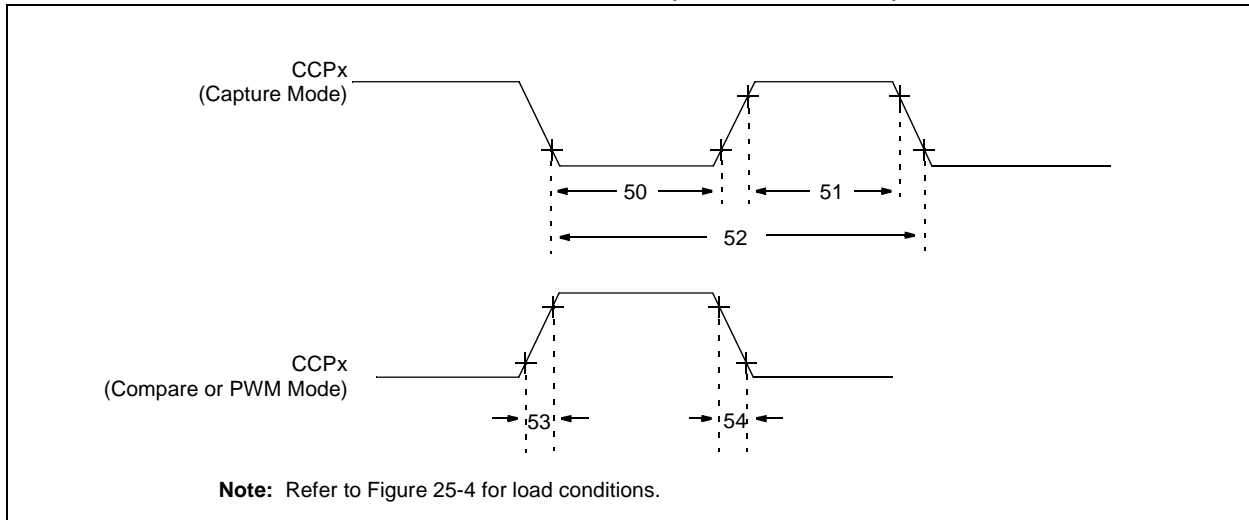 CCPx
(Capture Mode)
50
51
52
CCPx
(Compare or PWM Mode)
53
54
Note: Refer to Figure 25-4 for load conditions.